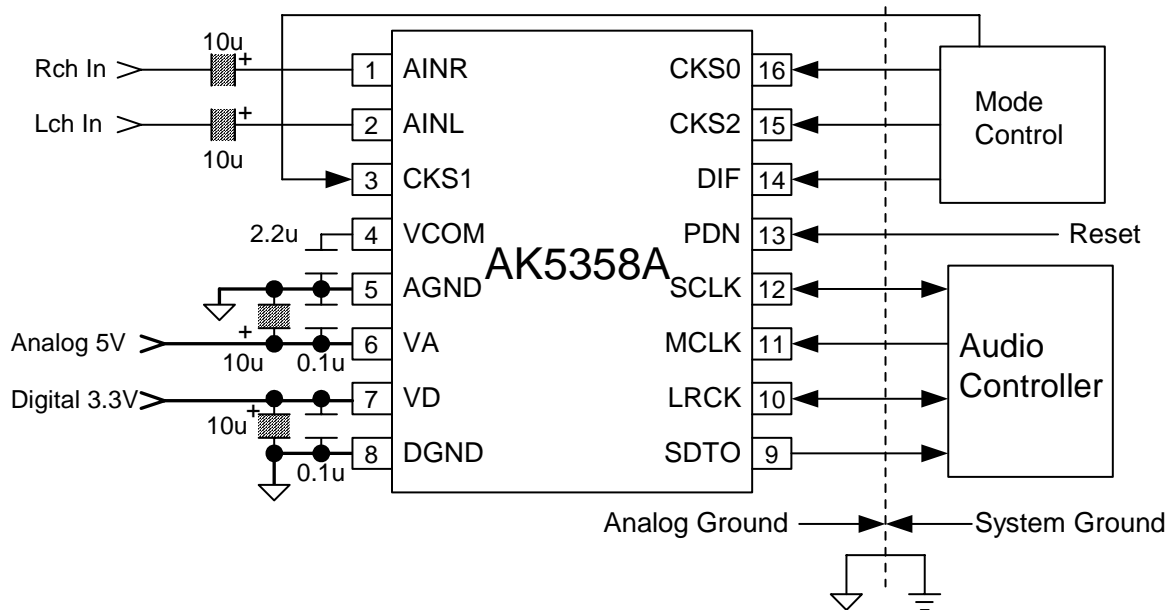 10u
+
Rch In
1 AINR
CKS0 16
Mode
Control
+
Lch In
2 AINL
CKS2 15
10u
3 CKS1
DIF 14
2.2u
4 VCOM
PDN 13
Reset
AK5358A
5 AGND
SCLK 12
Audio
Controller
+
Analog 5V
10u
0.1u
6 VA
MCLK 11
Digital 3.3V
7 VD
LRCK 10
10u
+
8 DGND
SDTO 9
0.1u
Analog Ground
System Ground